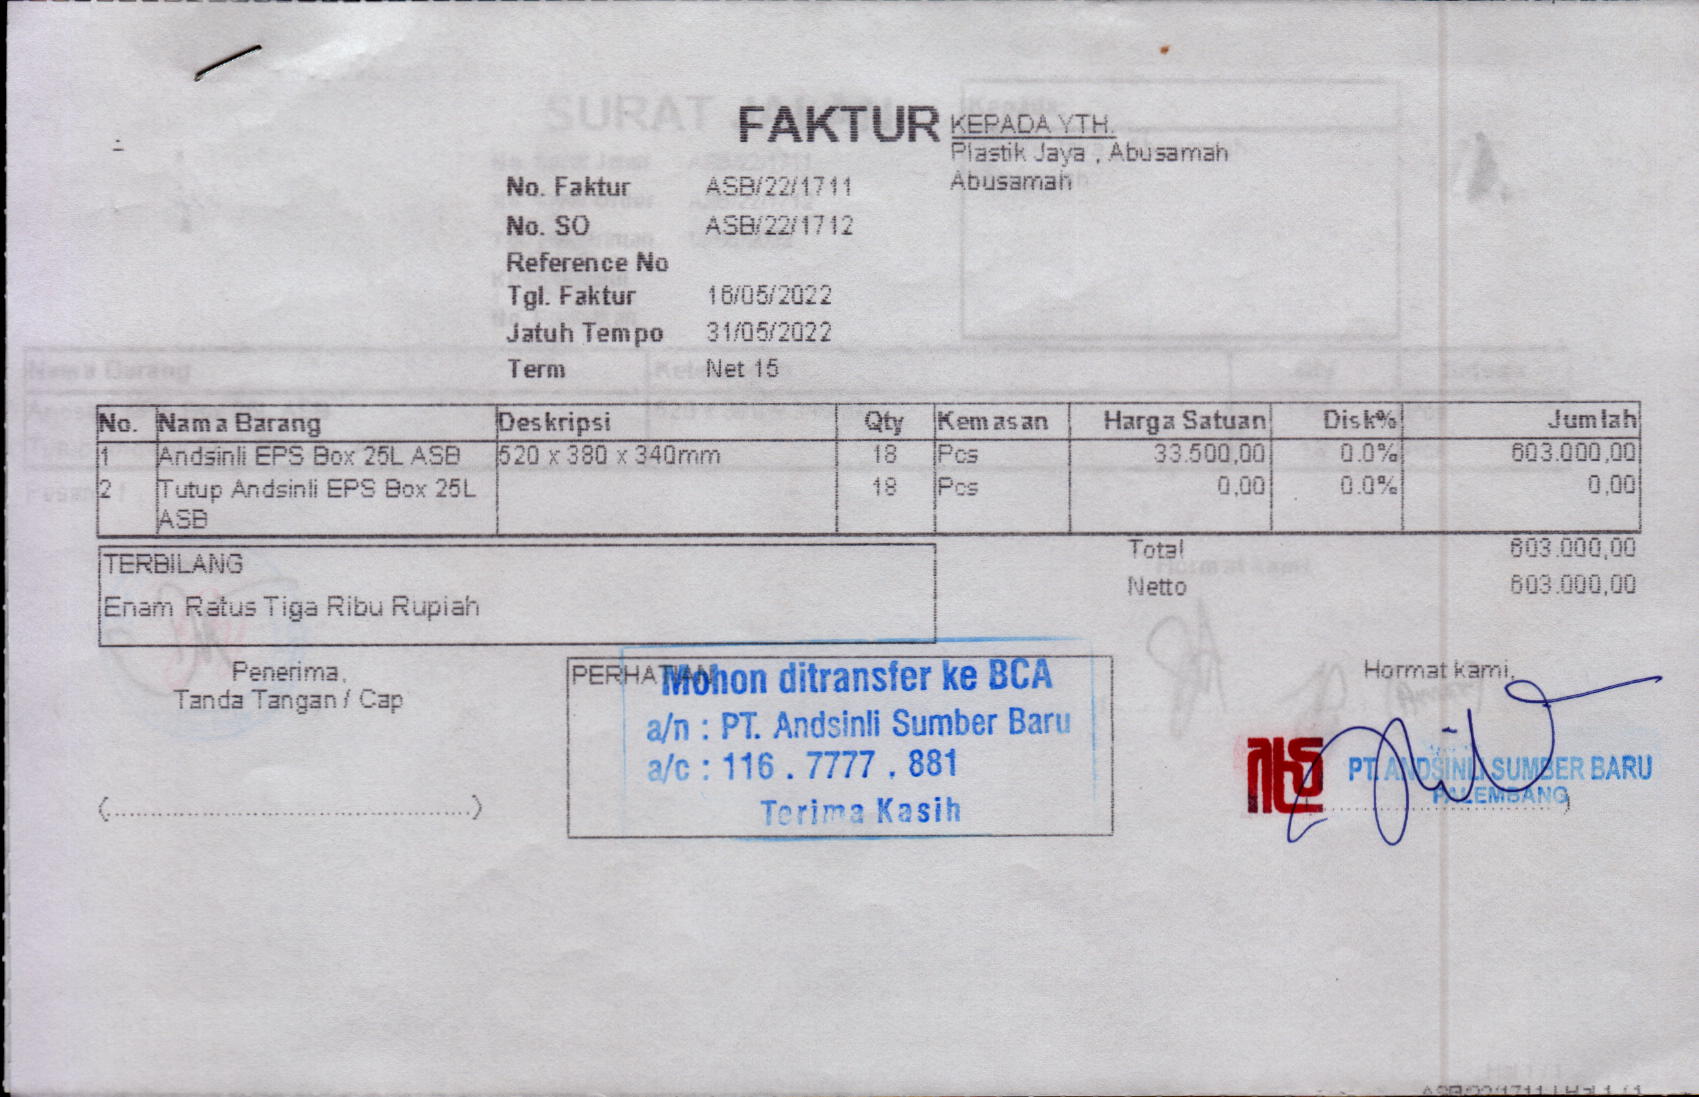 FAKTUR
KEPADA YTH.
Plastik Jaya , Abusamah
Abusamah
No. Faktur ASB/22/1711
No. SO ASB/22/1712
Reference No
Tgl. Faktur 16/05/2022
Jatuh Tempo 31/05/2022
Term Net 15
No. Nama Barang Deskripsi Qty Kemasan Harga Satuan Disk% Jumlah
1 Andsinli EPS Box 25L ASB 520 x 380 x 340mm 18 Pcs 33.500,00 0.0% 603.000,00
2 Tutup Andsinli EPS Box 25L 18 Pcs 0,00 0.0% 0,00
ASB
Total 603.000,00
Netto 603.000,00
TERBILANG
Enam Ratus Tiga Ribu Rupiah
Penerima,
Tanda Tangan / Cap
PERHATIAN
Mohon ditransfer ke BCA
a/n : PT. Andsinli Sumber Baru
a/c : 116 . 7777 . 881
Terima Kasih
Hormat kami,
PT. ANDSINLI SUMBER BARU
PALEMBANG
ASB/22/1711 | Hal 1 / 1